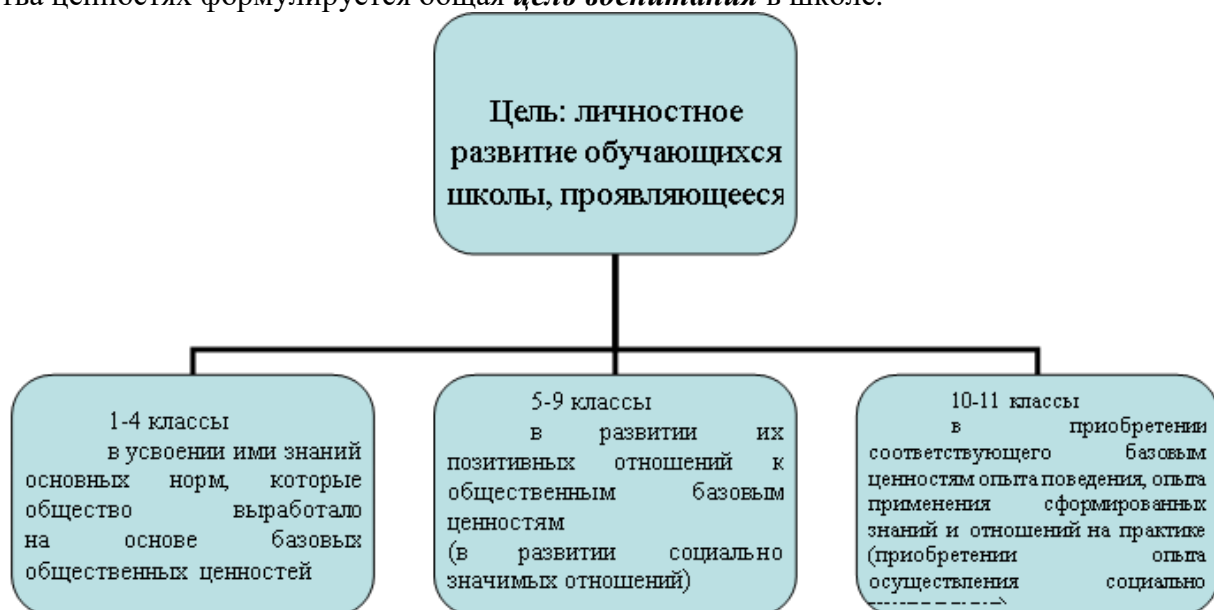 ства ценностях формулируется общая цель воспитания в школе.
Цель: личностное
развитие обучающихся
школы, проявляющееся
1-4 классы
в усвоении ими знаний
основных норм, которые
общество выработало
на основе базовых
общественных ценностей
5-9 классы
в развитии их
позитивных отношений к
общественным базовым
ценностям
(в развитии социально
значимых отношений)
10-11 классы
в приобретении
соответствующего базовым
ценностям опыта поведения, опыта
применения сформированных
знаний и отношений на практике
(приобретении опыта
осуществления социально